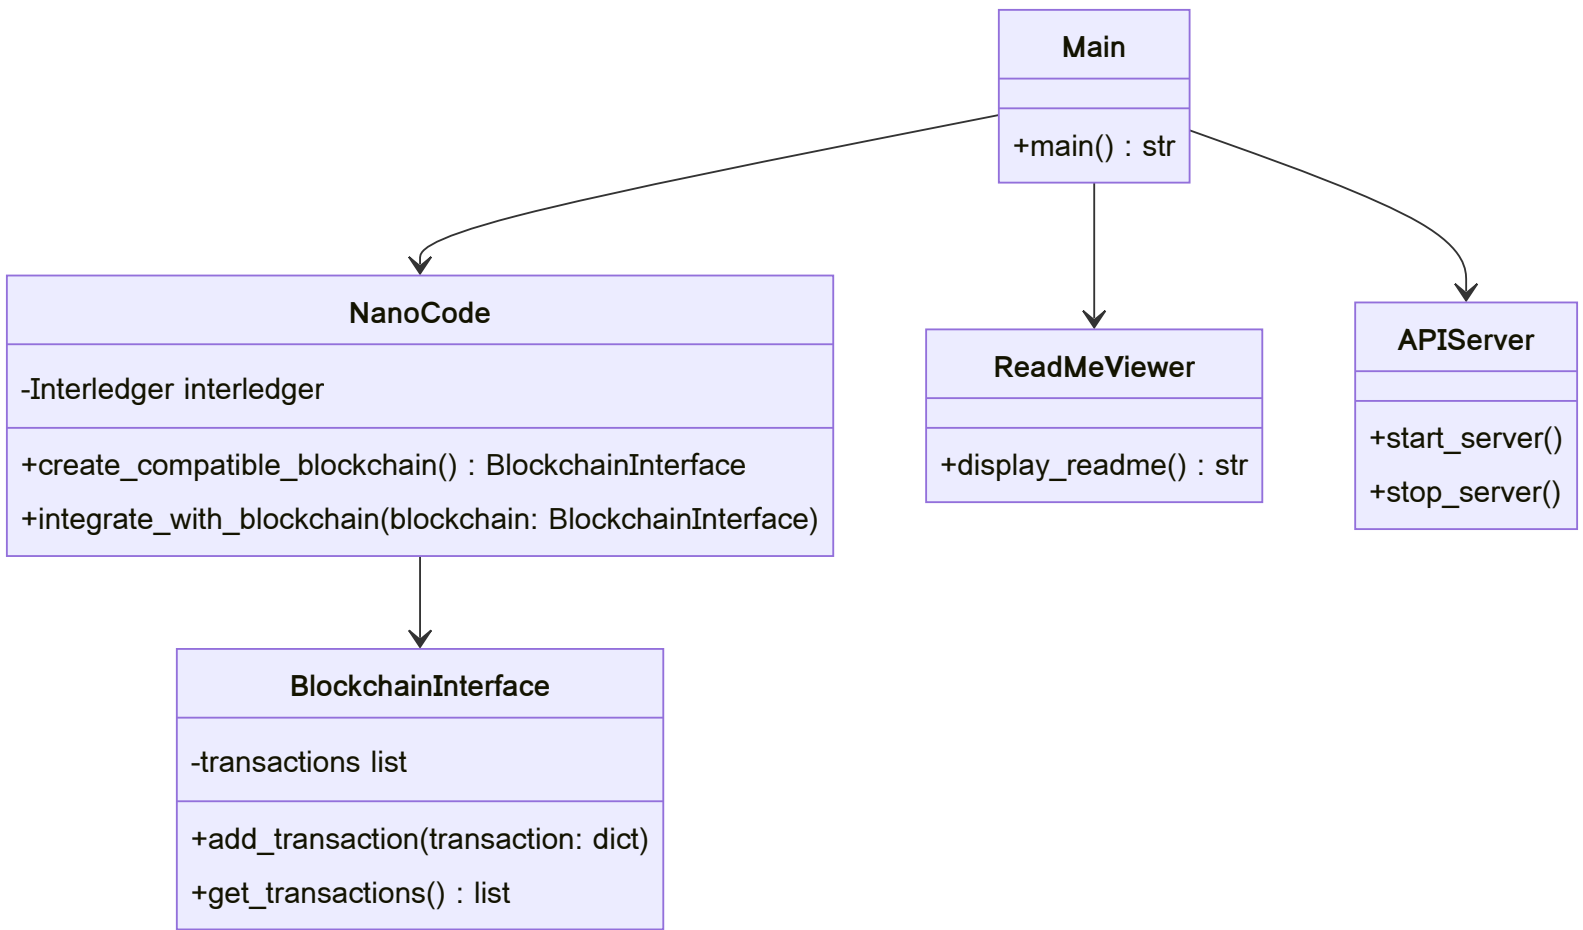 Main
+main() : str
NanoCode
-Interledger interledger
+create_compatible_blockchain() : BlockchainInterface
+integrate_with_blockchain(blockchain: BlockchainInterface)
ReadMeViewer
+display_readme() : str
APIServer
+start_server()
+stop_server()
BlockchainInterface
-transactions list
+add_transaction(transaction: dict)
+get_transactions() : list